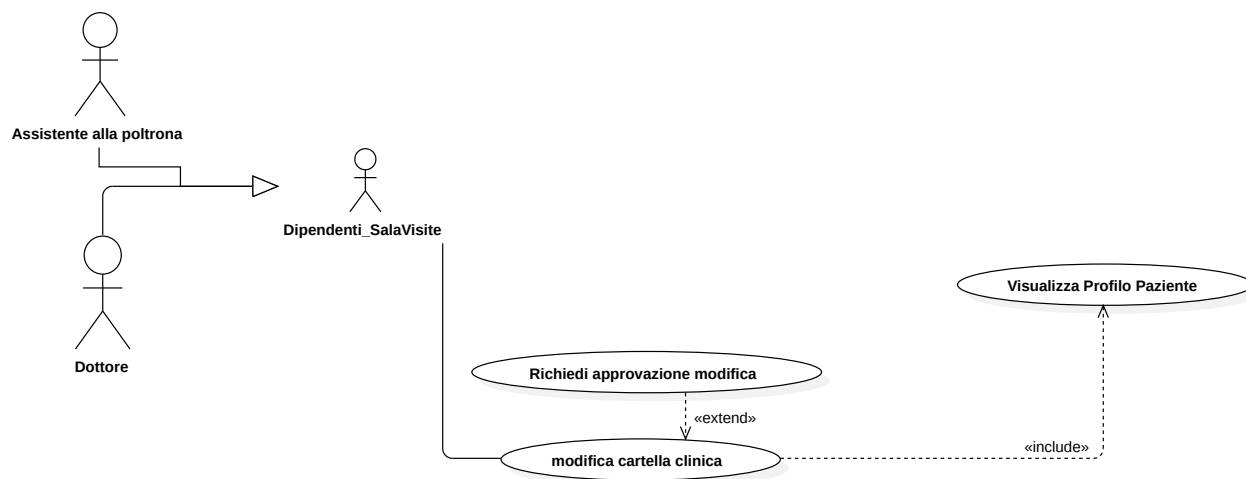 Assistente alla poltrona
Dipendenti_SalaVisite
Visualizza Profilo Paziente
Dottore
Richiedi approvazione modifica
«extend»
«include»
modifica cartella clinica